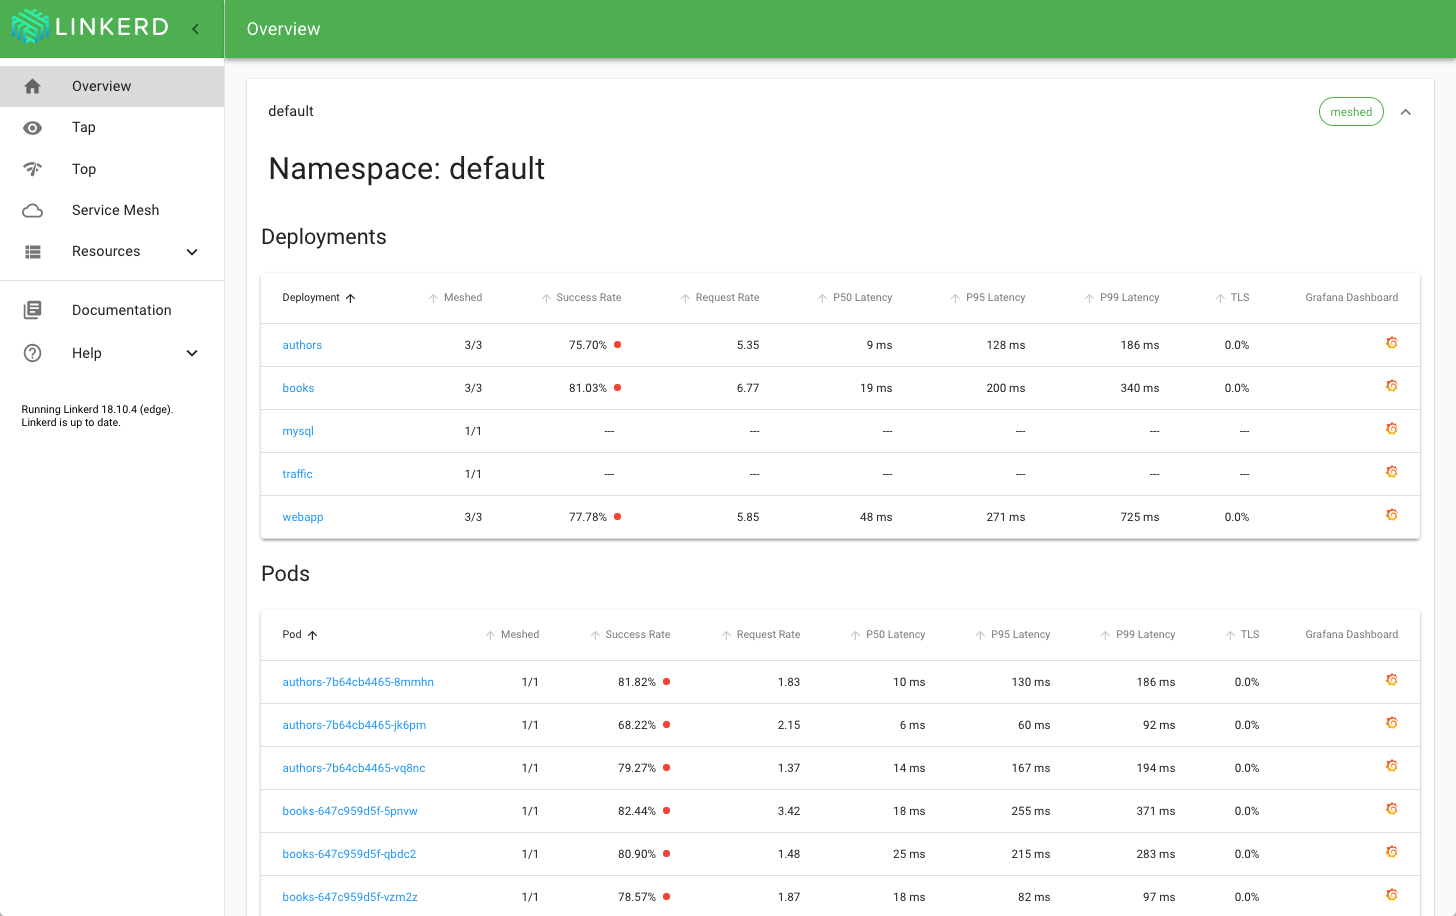 LINKERD
Overview
Overview
Tap
Top
Service Mesh
Resources
Documentation
Help
Running Linkerd 18.10.4 (edge).
Linkerd is up to date.
default meshed
Namespace: default
Deployments
Deployment Meshed Success Rate Request Rate P50 Latency P95 Latency P99 Latency TLS Grafana Dashboard
authors 3/3 75.70% 5.35 9 ms 128 ms 186 ms 0.0%
books 3/3 81.03% 6.77 19 ms 200 ms 340 ms 0.0%
mysql 1/1 --- --- --- --- --- ---
traffic 1/1 --- --- --- --- --- ---
webapp 3/3 77.78% 5.85 48 ms 271 ms 725 ms 0.0%
Pods
Pod Meshed Success Rate Request Rate P50 Latency P95 Latency P99 Latency TLS Grafana Dashboard
authors-7b64cb4465-8mmhn 1/1 81.82% 1.83 10 ms 130 ms 186 ms 0.0%
authors-7b64cb4465-jk6pm 1/1 68.22% 2.15 6 ms 60 ms 92 ms 0.0%
authors-7b64cb4465-vq8nc 1/1 79.27% 1.37 14 ms 167 ms 194 ms 0.0%
books-647c959d5f-5pnvw 1/1 82.44% 3.42 18 ms 255 ms 371 ms 0.0%
books-647c959d5f-qbdc2 1/1 80.90% 1.48 25 ms 215 ms 283 ms 0.0%
books-647c959d5f-vzm2z 1/1 78.57% 1.87 18 ms 82 ms 97 ms 0.0%